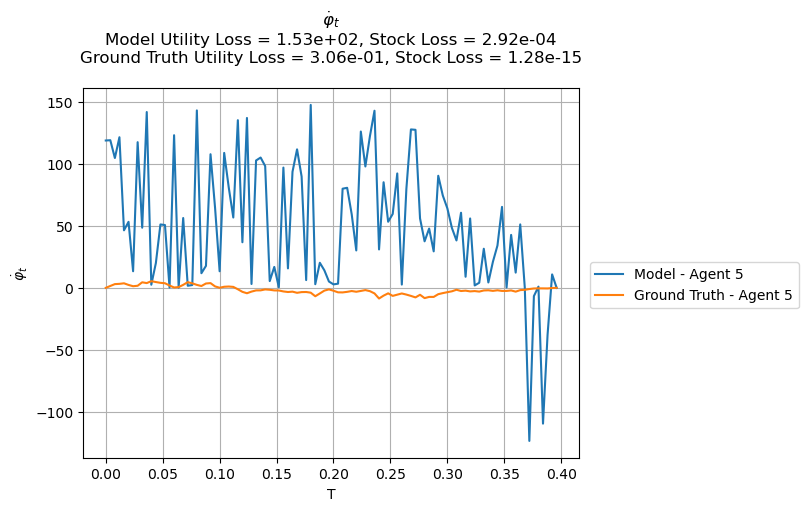 φ̇ₜ
Model Utility Loss = 1.53e+02, Stock Loss = 2.92e-04
Ground Truth Utility Loss = 3.06e-01, Stock Loss = 1.28e-15
150
100
50
0
−50
−100
φ̇ₜ
0.00 0.05 0.10 0.15 0.20 0.25 0.30 0.35 0.40
T
Model - Agent 5
Ground Truth - Agent 5